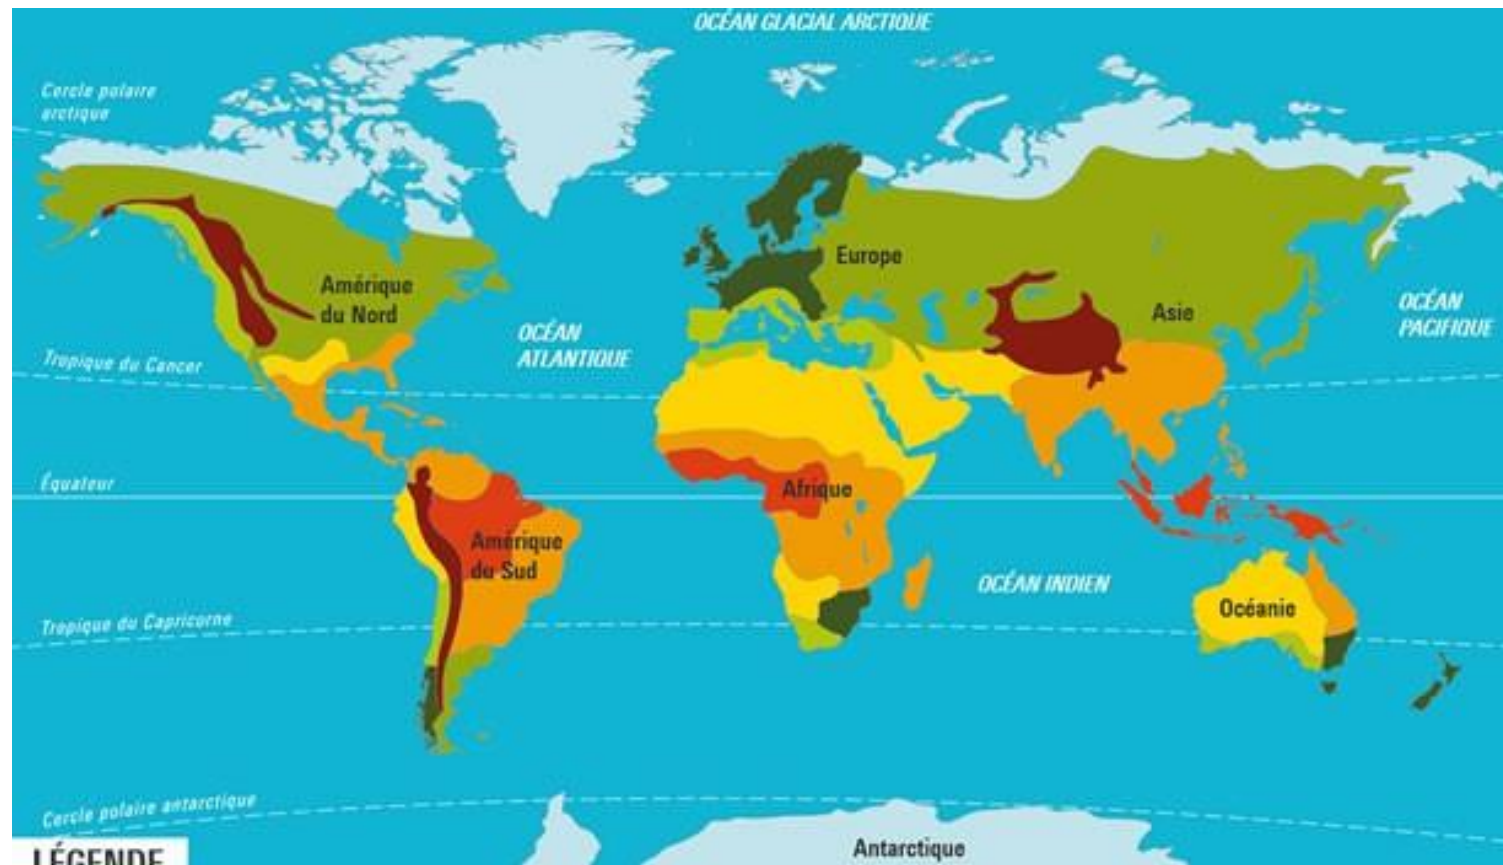 OCÉAN GLACIAL ARCTIQUE
Cercle polaire
arctique
Europe
Amérique
du Nord
OCÉAN
ATLANTIQUE
Asie
OCÉAN
PACIFIQUE
Tropique du Cancer
Équateur
Afrique
Amérique
du Sud
OCÉAN INDIEN
Océanie
Tropique du Capricorne
Cercle polaire antarctique
Antarctique
LÉGENDE